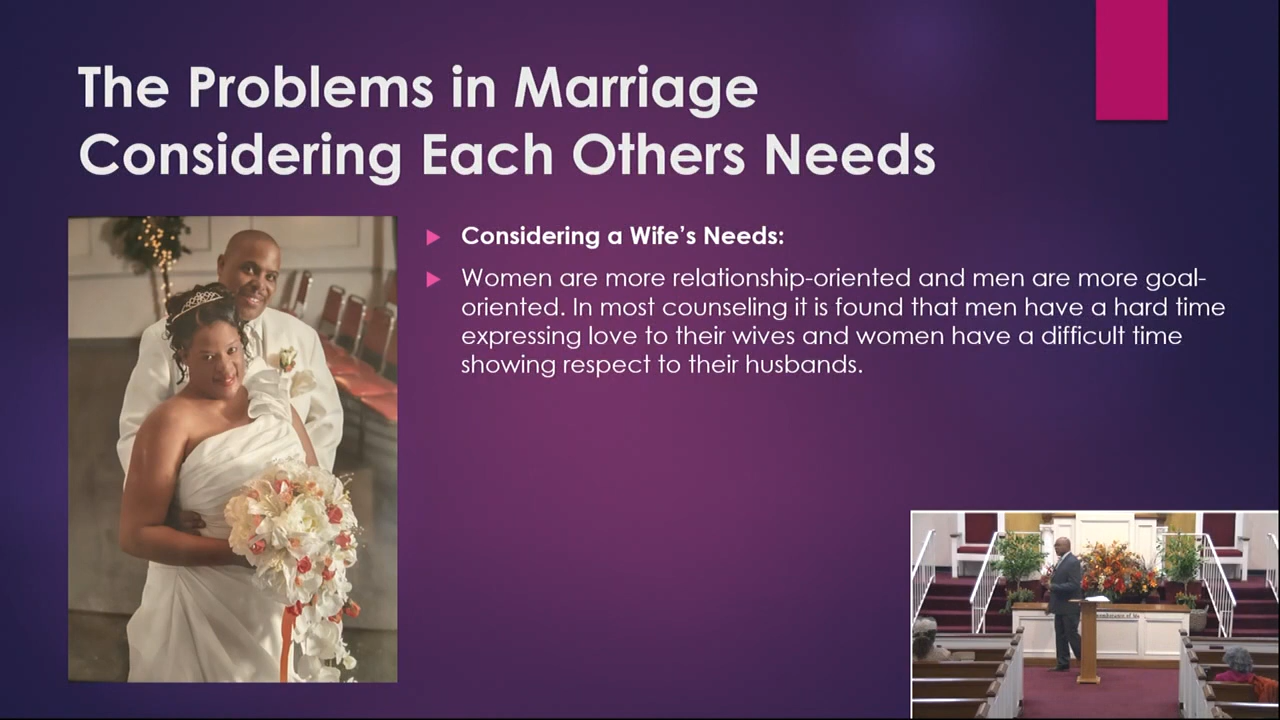 The Problems in Marriage
Considering Each Others Needs
Considering a Wife's Needs:
Women are more relationship-oriented and men are more goal-
oriented. In most counseling it is found that men have a hard time
expressing love to their wives and women have a difficult time
showing respect to their husbands.